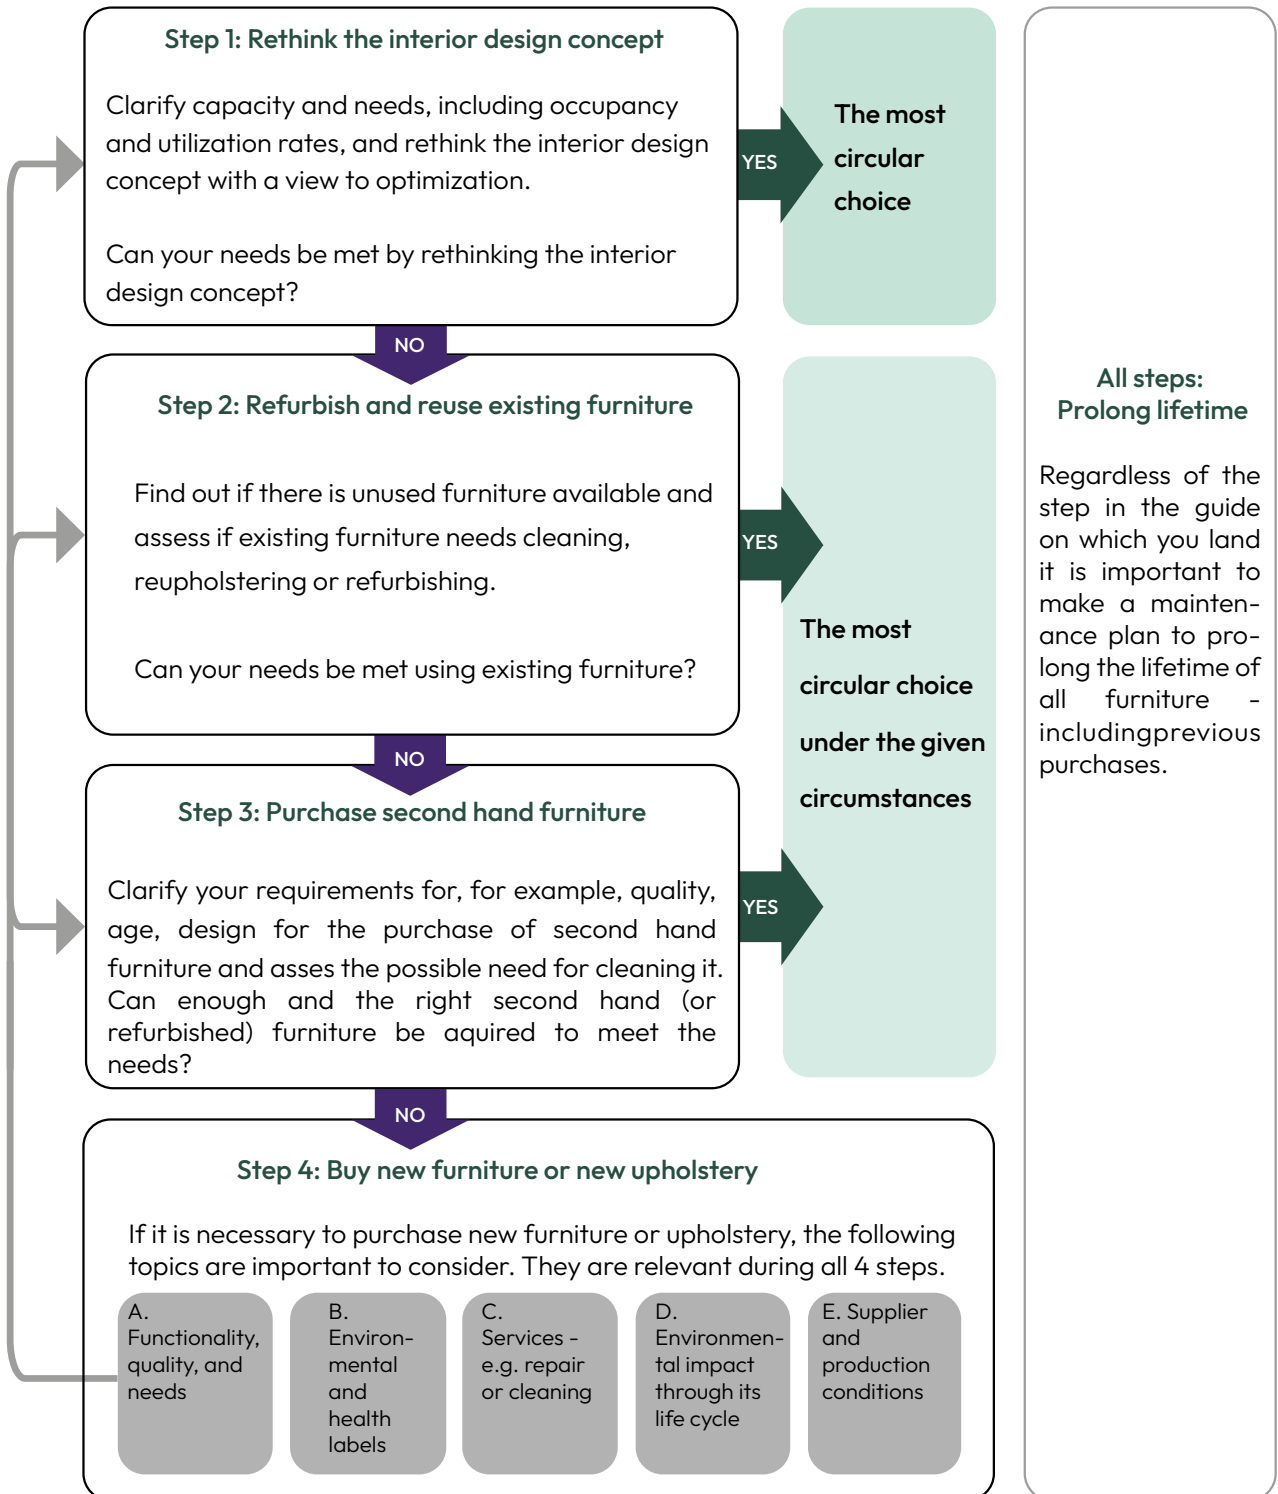 Step 1: Rethink the interior design concept
Clarify capacity and needs, including occupancy
and utilization rates, and rethink the interior design
concept with a view to optimization.
Can your needs be met by rethinking the interior
design concept?
YES
The most
circular
choice
NO
Step 2: Refurbish and reuse existing furniture
Find out if there is unused furniture available and
assess if existing furniture needs cleaning,
reupholstering or refurbishing.
Can your needs be met using existing furniture?
YES
The most
circular choice
under the given
circumstances
NO
Step 3: Purchase second hand furniture
Clarify your requirements for, for example, quality,
age, design for the purchase of second hand
furniture and asses the possible need for cleaning it.
Can enough and the right second hand (or
refurbished) furniture be aquired to meet the
needs?
YES
NO
Step 4: Buy new furniture or new upholstery
If it is necessary to purchase new furniture or upholstery, the following
topics are important to consider. They are relevant during all 4 steps.
A.
Functionality,
quality, and
needs
B.
Environ-
mental
and
health
labels
C.
Services -
e.g. repair
or cleaning
D.
Environmen-
tal impact
through its
life cycle
E. Supplier
and
production
conditions
All steps:
Prolong lifetime
Regardless of the
step in the guide
on which you land
it is important to
make a mainten-
ance plan to pro-
long the lifetime of
all furniture -
includingprevious
purchases.